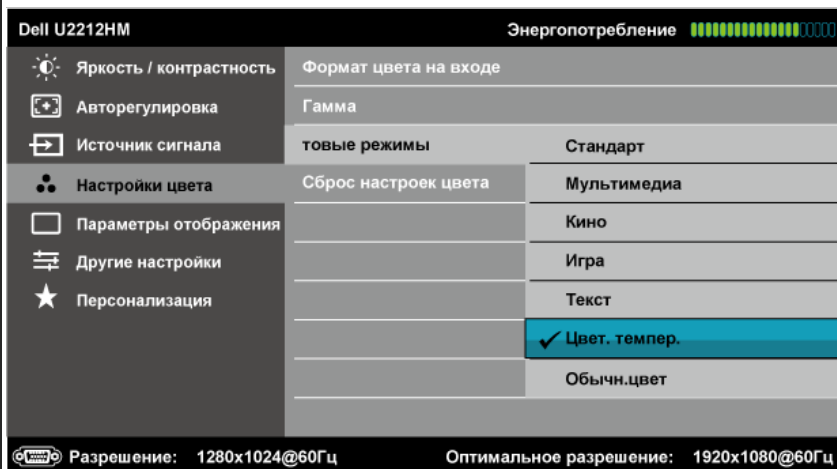 Dell U2212HM Энергопотребление
Яркость / контрастность Формат цвета на входе
Авторегулировка Гамма
Источник сигнала товые режимы Стандарт
Настройки цвета Сброс настроек цвета Мультимедиа
Параметры отображения Кино
Другие настройки Игра
Персонализация Текст
Цвет. темпер.
Обычн.цвет
Разрешение: 1280x1024@60Гц Оптимальное разрешение: 1920x1080@60Гц